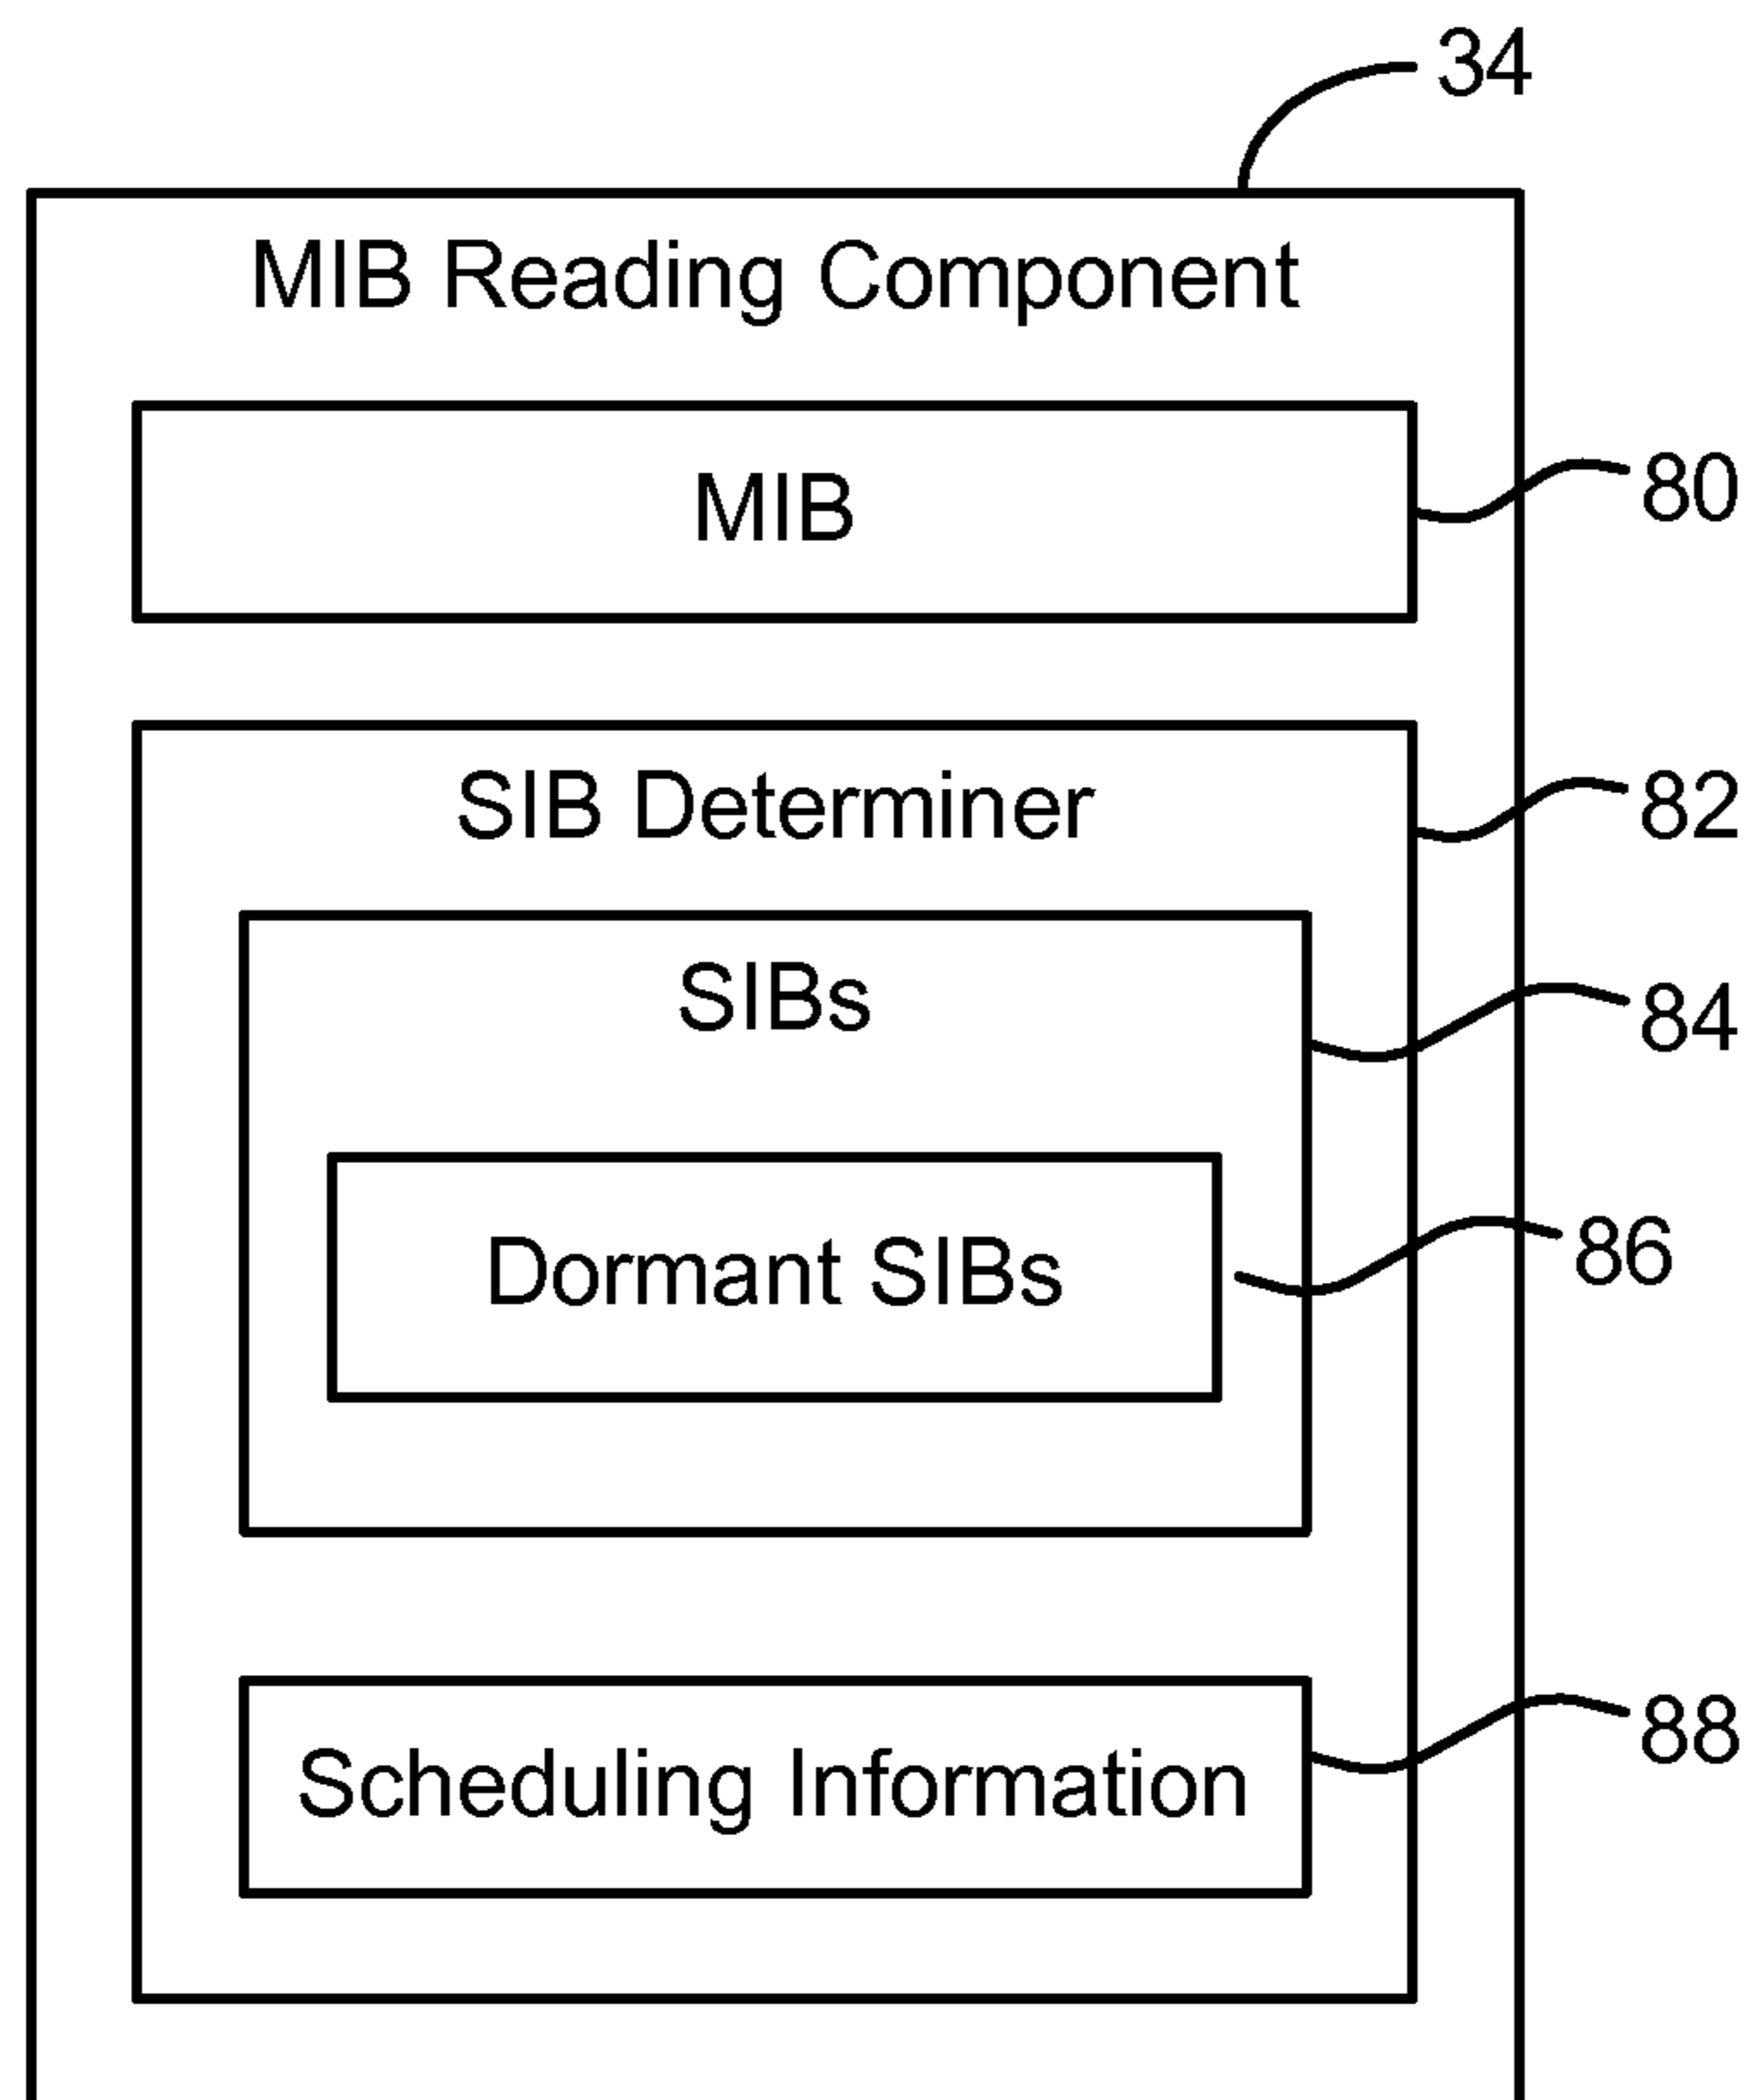 34
MIB Reading Component
MIB
80
SIB Determiner
82
SIBs
84
Dormant SIBs
86
Scheduling Information
88